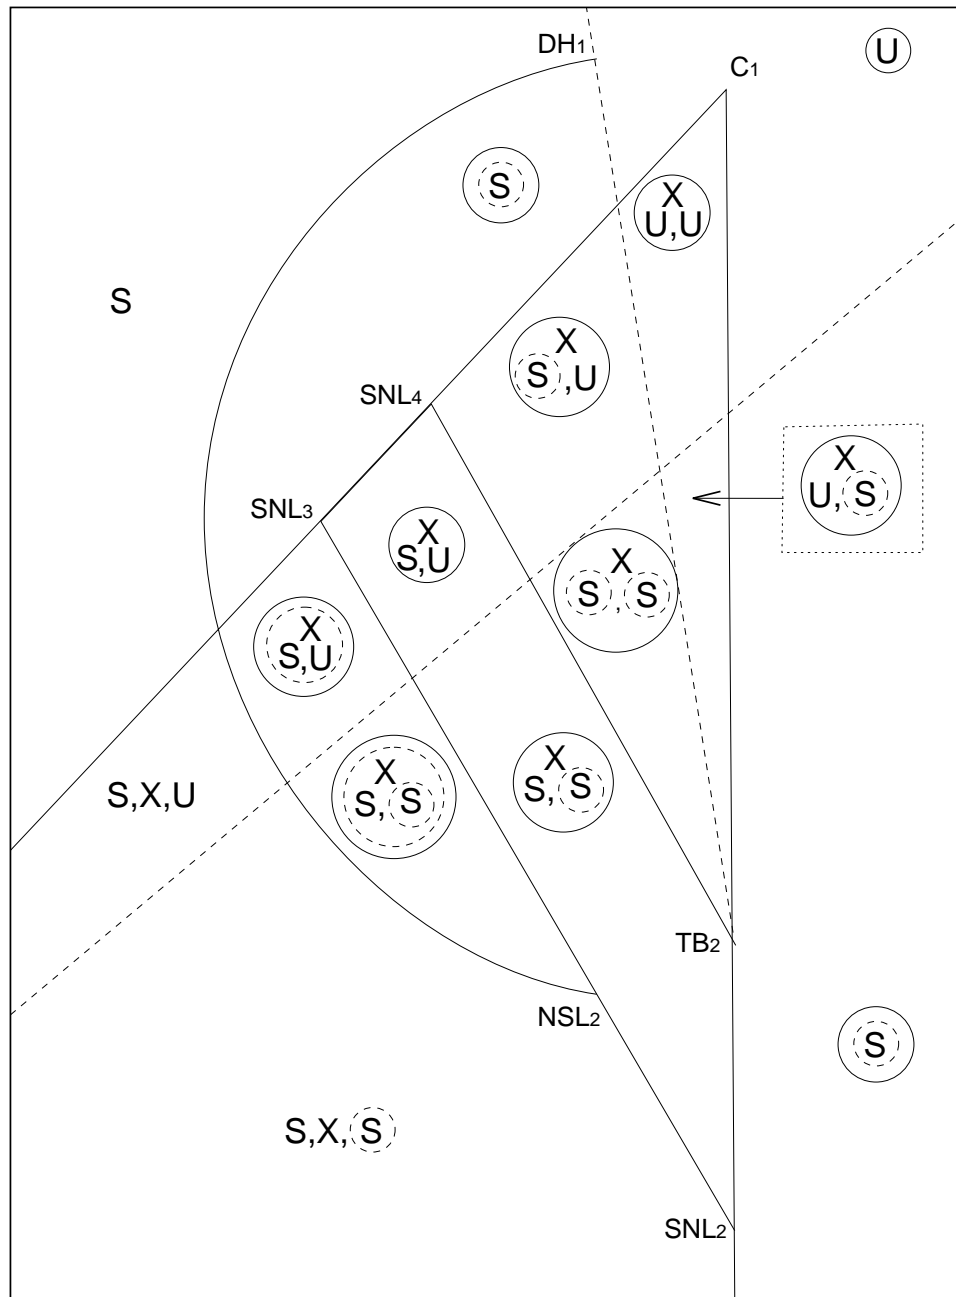 DH1
U
C1
S
X
U,U
S
X
S,U
SNL4
X
U,S
SNL3
X
S,U
X
S,S
X
S,U
X
S,S
X
S,S
S,X,U
TB2
NSL2
S
S,X,S
SNL2